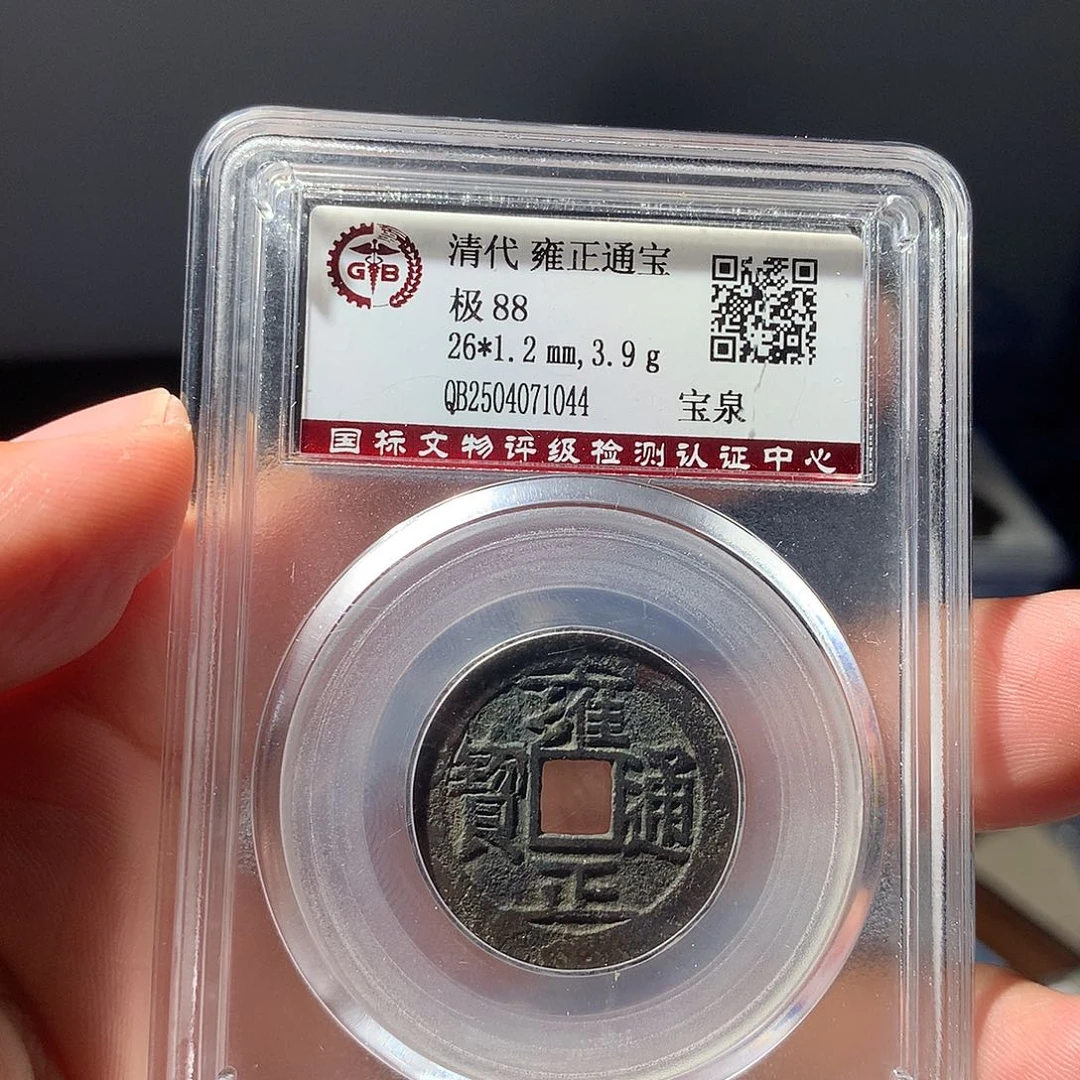 GB
清代 雍正通宝
极 88
26*1.2 mm, 3.9 g
QB2504071044 宝泉
国标文物评级检测认证中心
雍
寳 通
正